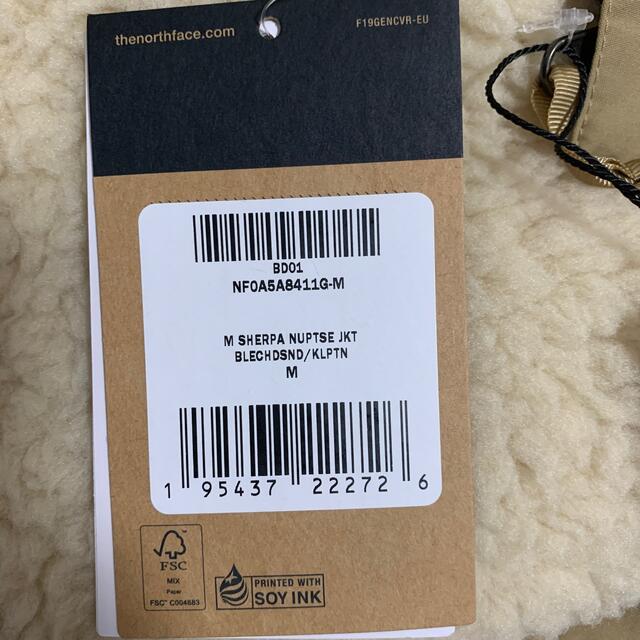 thenorthface.com
F19GENCVR-EU
BD01
NF0A5A8411G-M
M SHERPA NUPTSE JKT
BLECHDSND/KLPTN
M
1 95437 22272 6
FSC
MIX
Paper
FSC™ C004683
PRINTED WITH
SOY INK